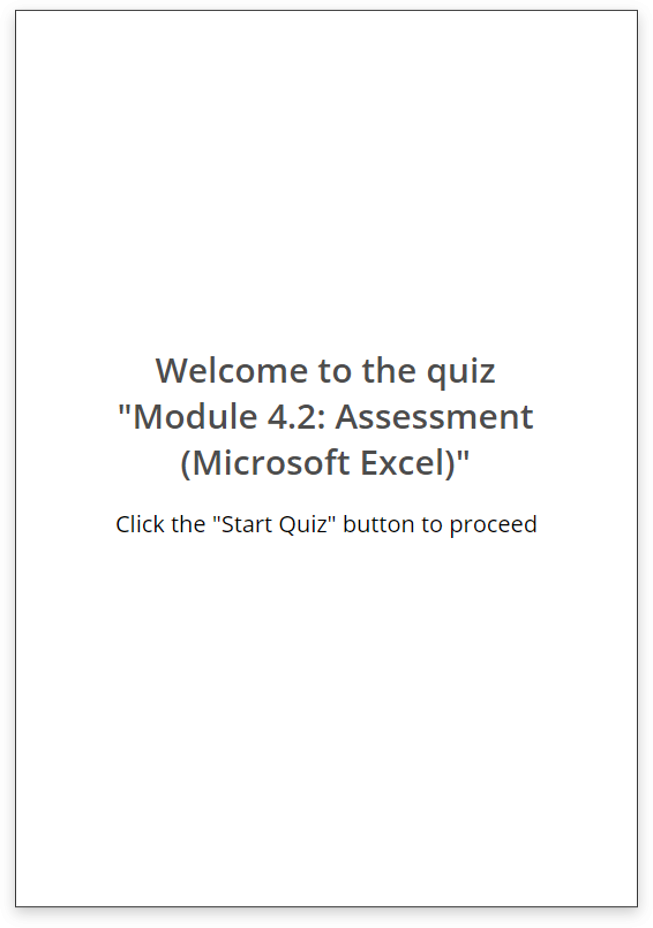 Welcome to the quiz
"Module 4.2: Assessment
(Microsoft Excel)"
Click the "Start Quiz" button to proceed